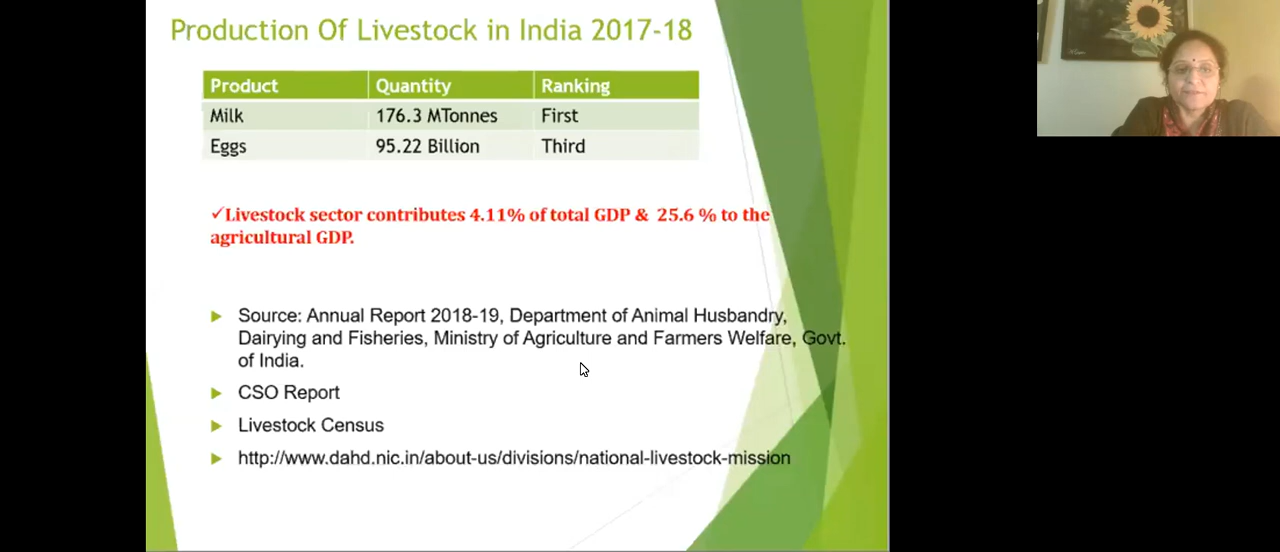 Production Of Livestock in India 2017-18
Product Quantity Ranking
Milk 176.3 MTonnes First
Eggs 95.22 Billion Third
✓Livestock sector contributes 4.11% of total GDP & 25.6 % to the
agricultural GDP.
Source: Annual Report 2018-19, Department of Animal Husbandry,
Dairying and Fisheries, Ministry of Agriculture and Farmers Welfare, Govt.
of India.
CSO Report
Livestock Census
http://www.dahd.nic.in/about-us/divisions/national-livestock-mission